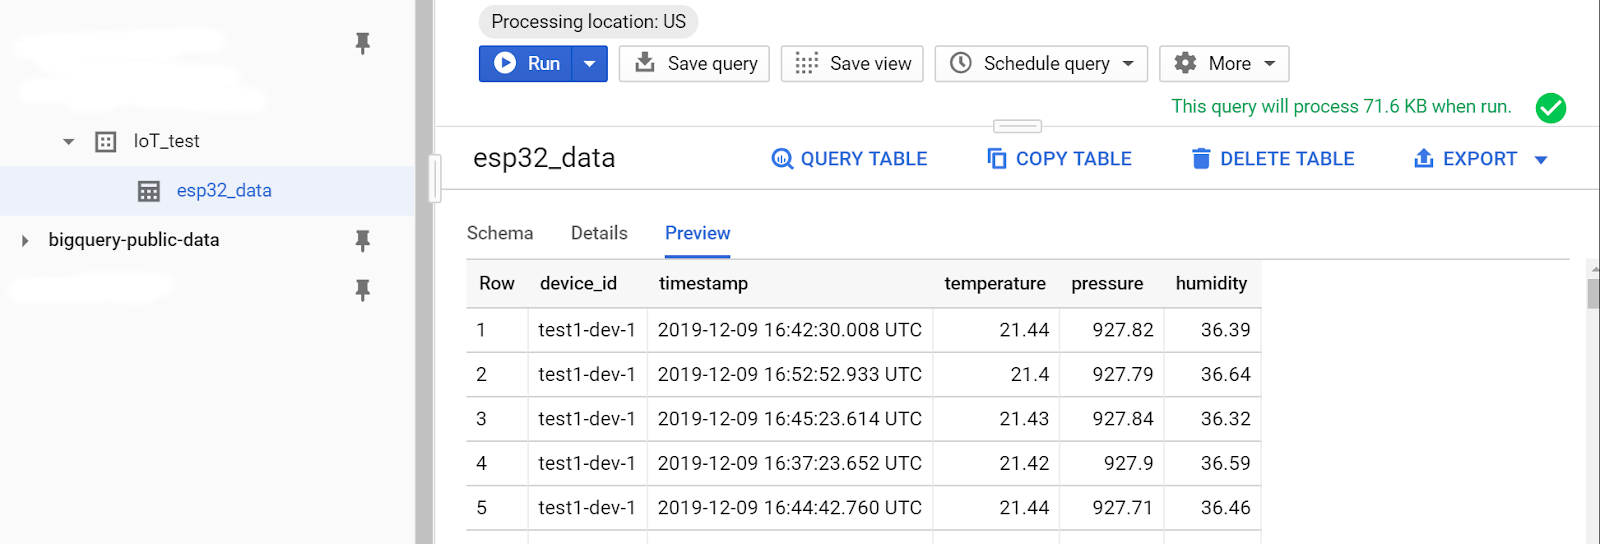 Processing location: US
Run Save query Save view Schedule query More
This query will process 71.6 KB when run.
IoT_test
esp32_data
bigquery-public-data
esp32_data QUERY TABLE COPY TABLE DELETE TABLE EXPORT
Schema Details Preview
Row device_id timestamp temperature pressure humidity
1 test1-dev-1 2019-12-09 16:42:30.008 UTC 21.44 927.82 36.39
2 test1-dev-1 2019-12-09 16:52:52.933 UTC 21.4 927.79 36.64
3 test1-dev-1 2019-12-09 16:45:23.614 UTC 21.43 927.84 36.32
4 test1-dev-1 2019-12-09 16:37:23.652 UTC 21.42 927.9 36.59
5 test1-dev-1 2019-12-09 16:44:42.760 UTC 21.44 927.71 36.46